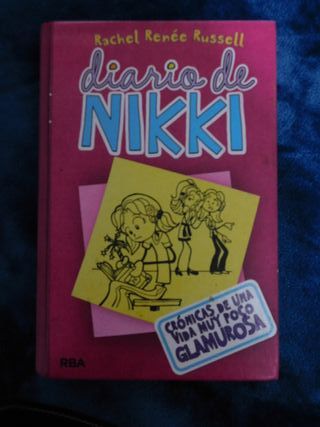 Rachel Renée Russell
diario de
NIKKI
CRÓNICAS DE UNA
VIDA MUY POCO
GLAMUROSA
RBA